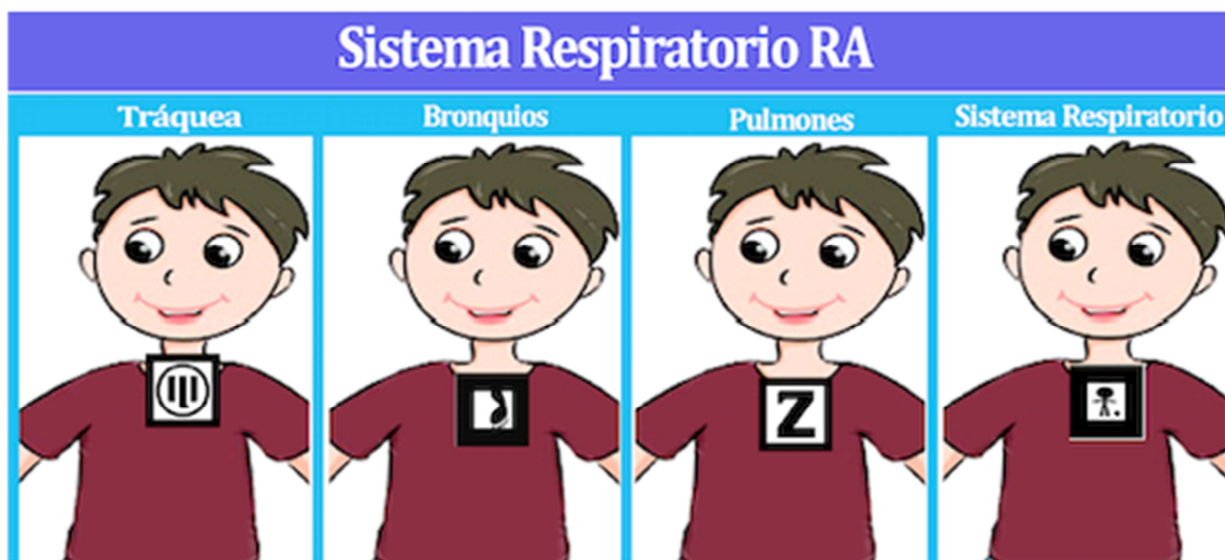 Sistema Respiratorio RA
Tráquea
Bronquios
Pulmones
Sistema Respiratorio
Z